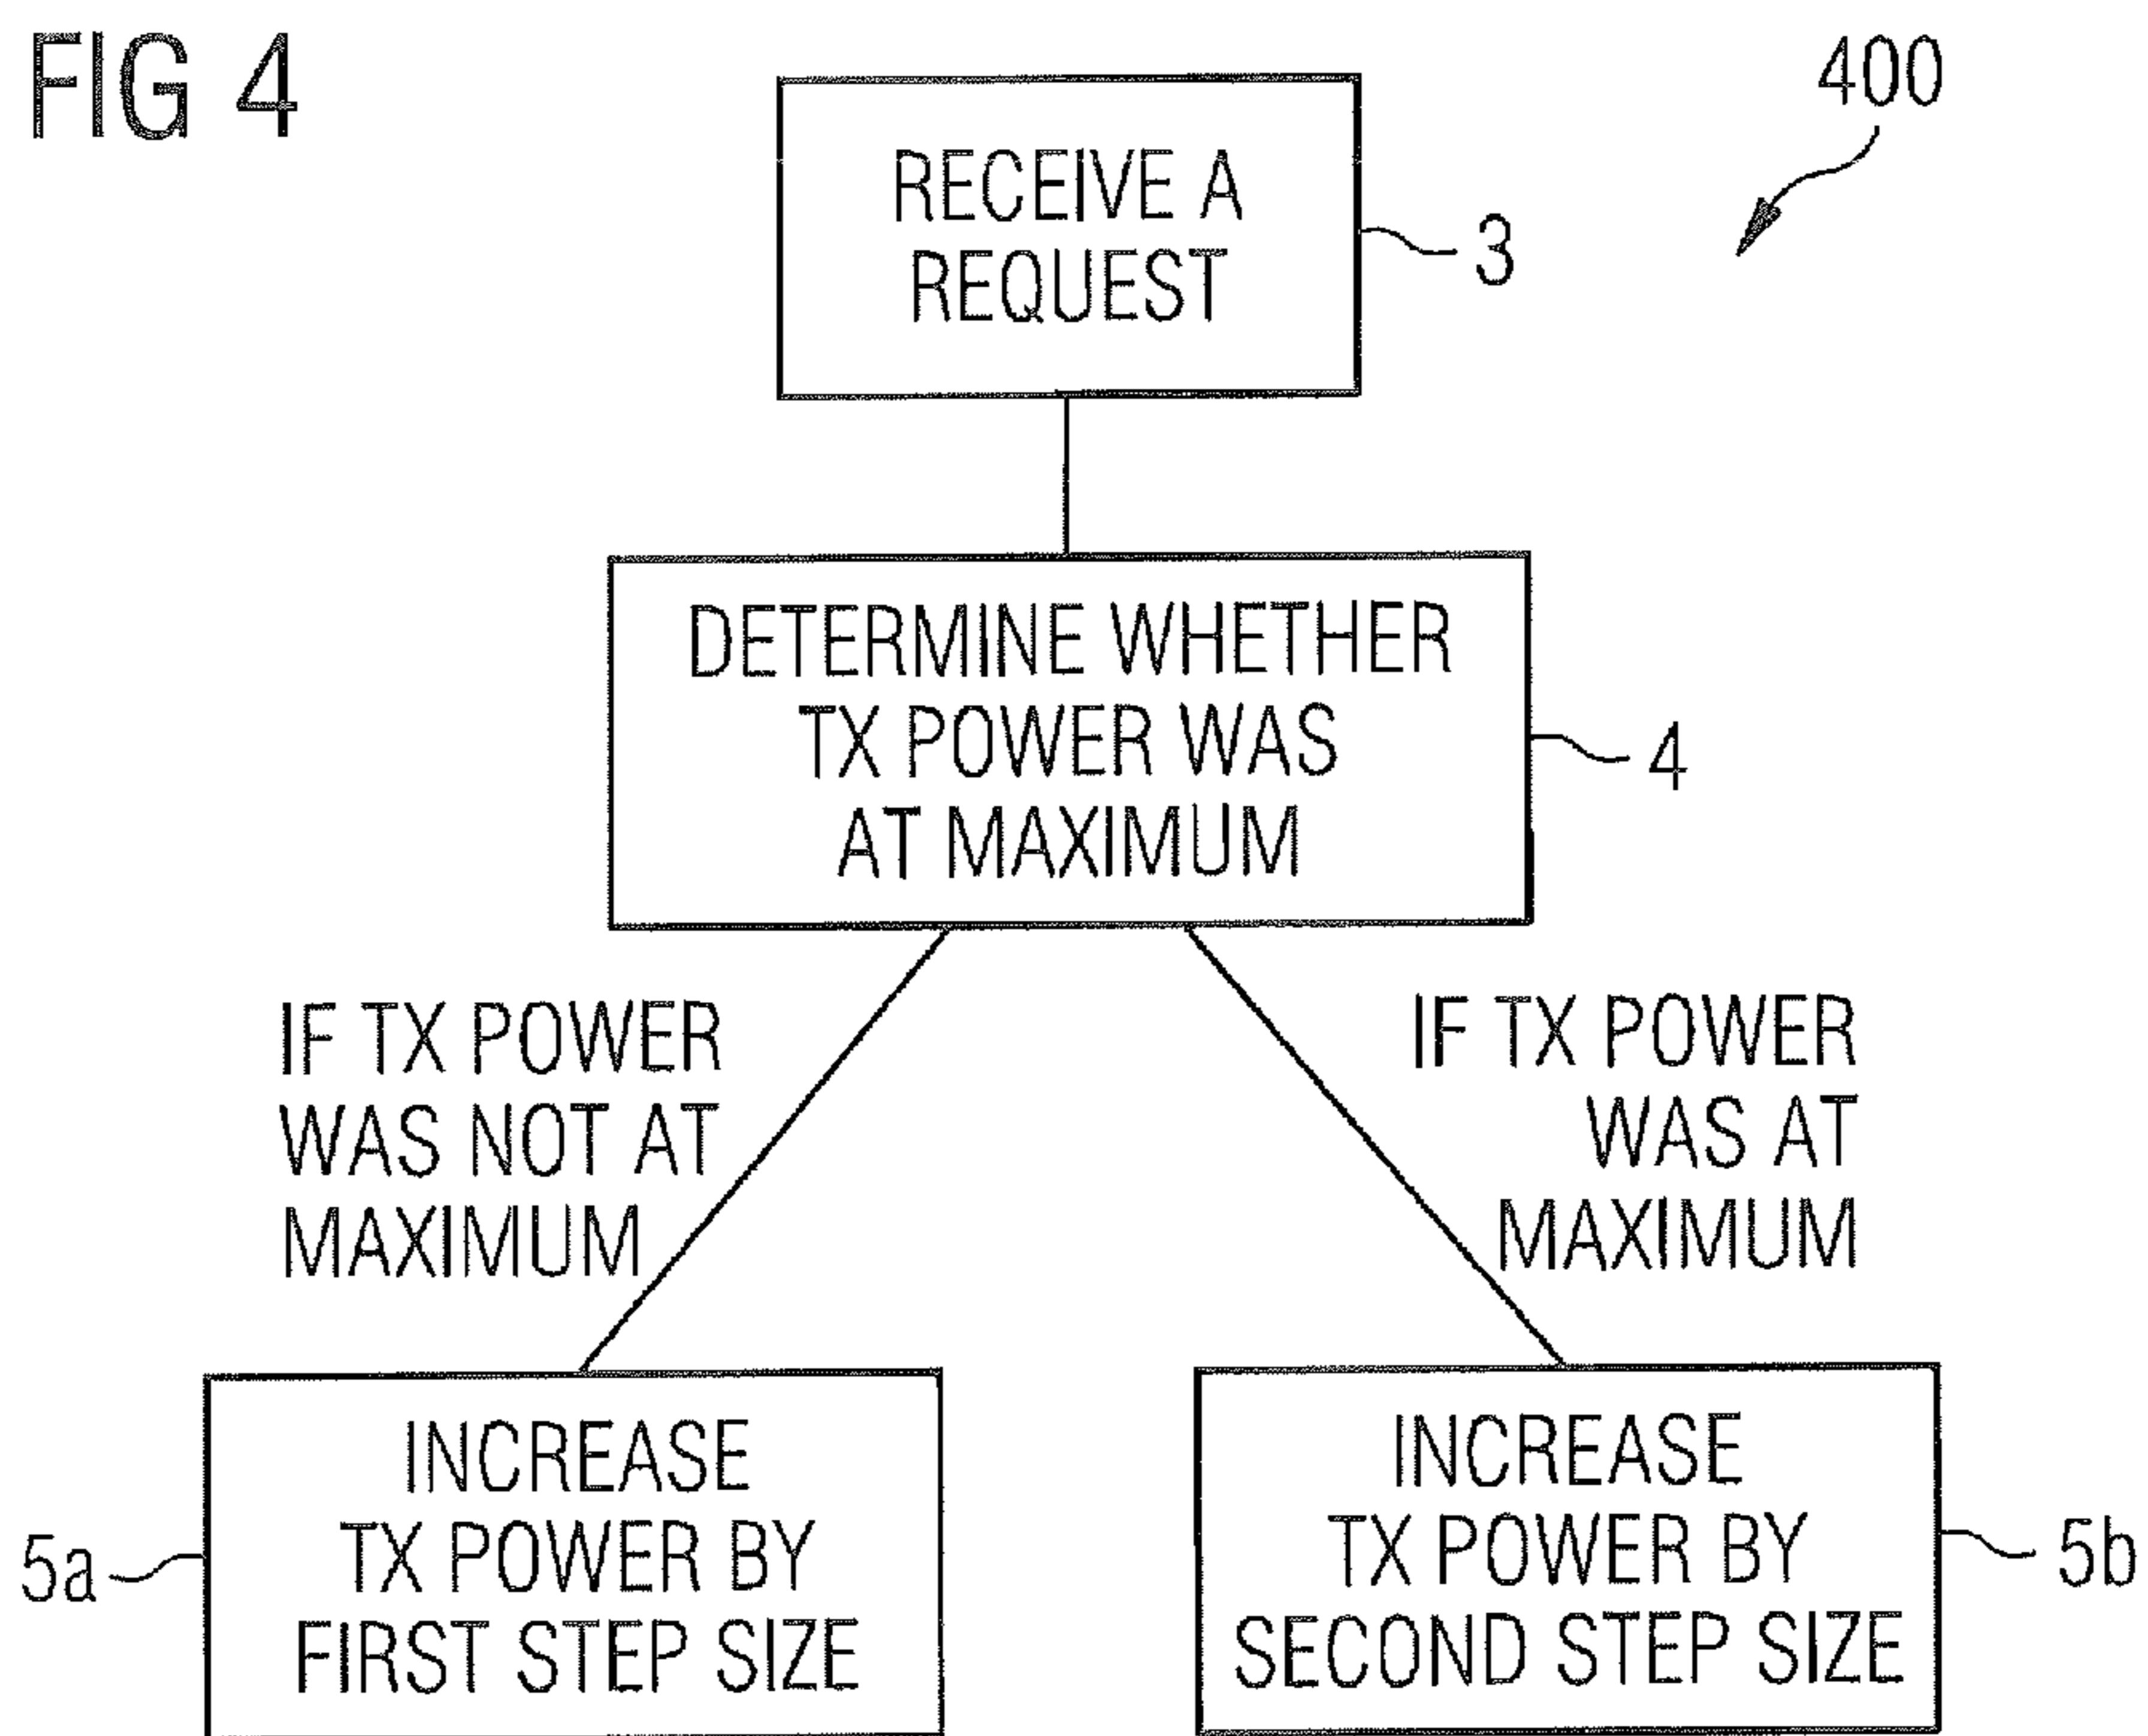 FIG 4
400
RECEIVE A
REQUEST
3
DETERMINE WHETHER
TX POWER WAS
AT MAXIMUM
4
IF TX POWER
WAS NOT AT
MAXIMUM
IF TX POWER
WAS AT
MAXIMUM
5a
INCREASE
TX POWER BY
FIRST STEP SIZE
INCREASE
TX POWER BY
SECOND STEP SIZE
5b